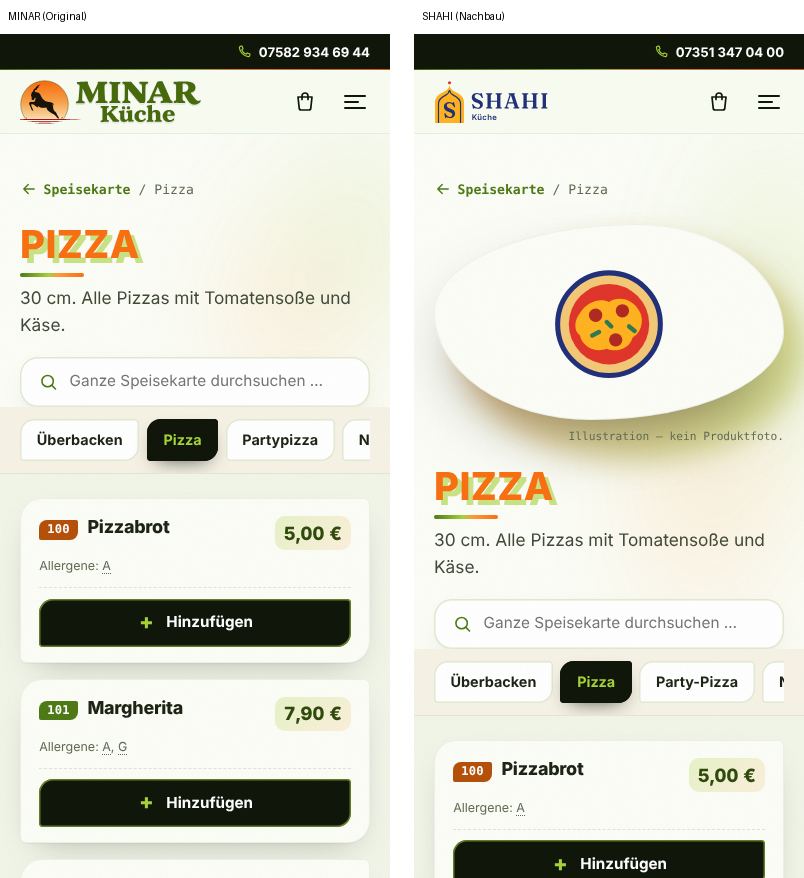 MINAR (Original)
07582 934 69 44
MINAR
Küche
← Speisekarte / Pizza
PIZZA
30 cm. Alle Pizzas mit Tomatensoße und
Käse.
Ganze Speisekarte durchsuchen ...
Überbacken
Pizza
Partypizza
N
100 Pizzabrot 5,00 €
Allergene: A
+ Hinzufügen
101 Margherita 7,90 €
Allergene: A, G
+ Hinzufügen
SHAHI (Nachbau)
07351 347 04 00
S
SHAHI
Küche
← Speisekarte / Pizza
Illustration — kein Produktfoto.
PIZZA
30 cm. Alle Pizzas mit Tomatensoße und
Käse.
Ganze Speisekarte durchsuchen ...
Überbacken
Pizza
Party-Pizza
100 Pizzabrot 5,00 €
Allergene: A
+ Hinzufügen